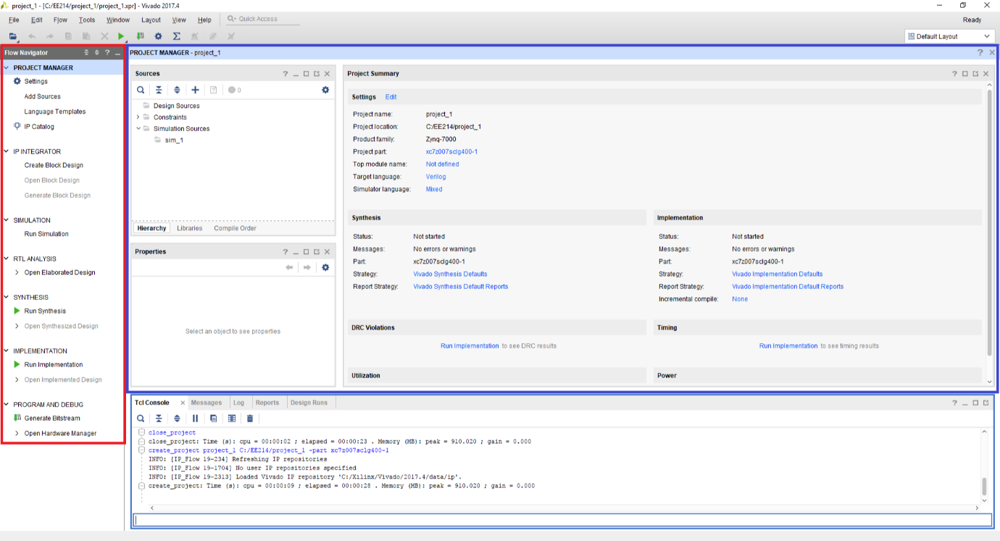 project_1 - [C:/EE214/project_1/project_1.xpr] - Vivado 2017.4
File Edit Flow Tools Window Layout View Help Quick Access Ready
Default Layout
Flow Navigator
PROJECT MANAGER
Settings
Add Sources
Language Templates
IP Catalog
IP INTEGRATOR
Create Block Design
Open Block Design
Generate Block Design
SIMULATION
Run Simulation
RTL ANALYSIS
Open Elaborated Design
SYNTHESIS
Run Synthesis
Open Synthesized Design
IMPLEMENTATION
Run Implementation
Open Implemented Design
PROGRAM AND DEBUG
Generate Bitstream
Open Hardware Manager
PROJECT MANAGER - project_1
Sources
0
Design Sources
Constraints
Simulation Sources
sim_1
Hierarchy Libraries Compile Order
Properties
Select an object to see properties
Project Summary
Settings Edit
Project name: project_1
Project location: C:/EE214/project_1
Product family: Zynq-7000
Project part: xc7z007sclg400-1
Top module name: Not defined
Target language: Verilog
Simulator language: Mixed
Synthesis
Status: Not started
Messages: No errors or warnings
Part: xc7z007sclg400-1
Strategy: Vivado Synthesis Defaults
Report Strategy: Vivado Synthesis Default Reports
Implementation
Status: Not started
Messages: No errors or warnings
Part: xc7z007sclg400-1
Strategy: Vivado Implementation Defaults
Report Strategy: Vivado Implementation Default Reports
Incremental compile: None
DRC Violations
Run Implementation to see DRC results
Timing
Run Implementation to see timing results
Utilization
Power
Tcl Console Messages Log Reports Design Runs
close_project
close_project: Time (s): cpu = 00:00:02 ; elapsed = 00:00:23 . Memory (MB): peak = 910.020 ; gain = 0.000
create_project project_1 C:/EE214/project_1 -part xc7z007sclg400-1
INFO: [IP_Flow 19-234] Refreshing IP repositories
INFO: [IP_Flow 19-1704] No user IP repositories specified
INFO: [IP_Flow 19-2313] Loaded Vivado IP repository 'C:/Xilinx/Vivado/2017.4/data/ip'.
create_project: Time (s): cpu = 00:00:09 ; elapsed = 00:00:28 . Memory (MB): peak = 910.020 ; gain = 0.000